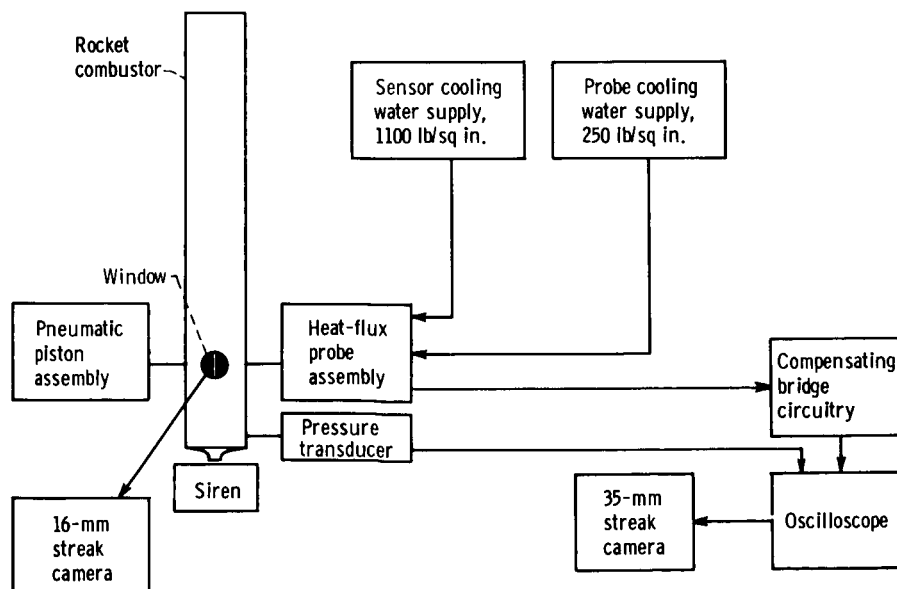 Rocket
combustor
Sensor cooling
water supply,
1100 lb/sq in.
Probe cooling
water supply,
250 lb/sq in.
Window
Pneumatic
piston
assembly
Heat-flux
probe
assembly
Compensating
bridge
circuitry
Pressure
transducer
Siren
16-mm
streak
camera
35-mm
streak
camera
Oscilloscope